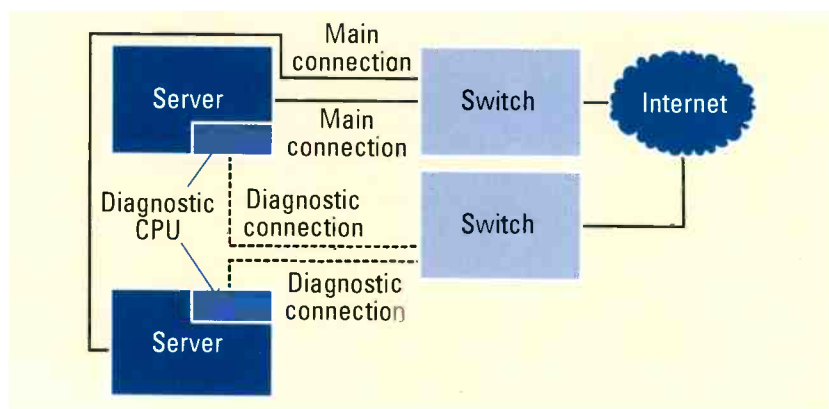 Main
connection
Server
Switch
Internet
Main
connection
Diagnostic
CPU
Diagnostic
connection
Switch
Diagnostic
connection
Server